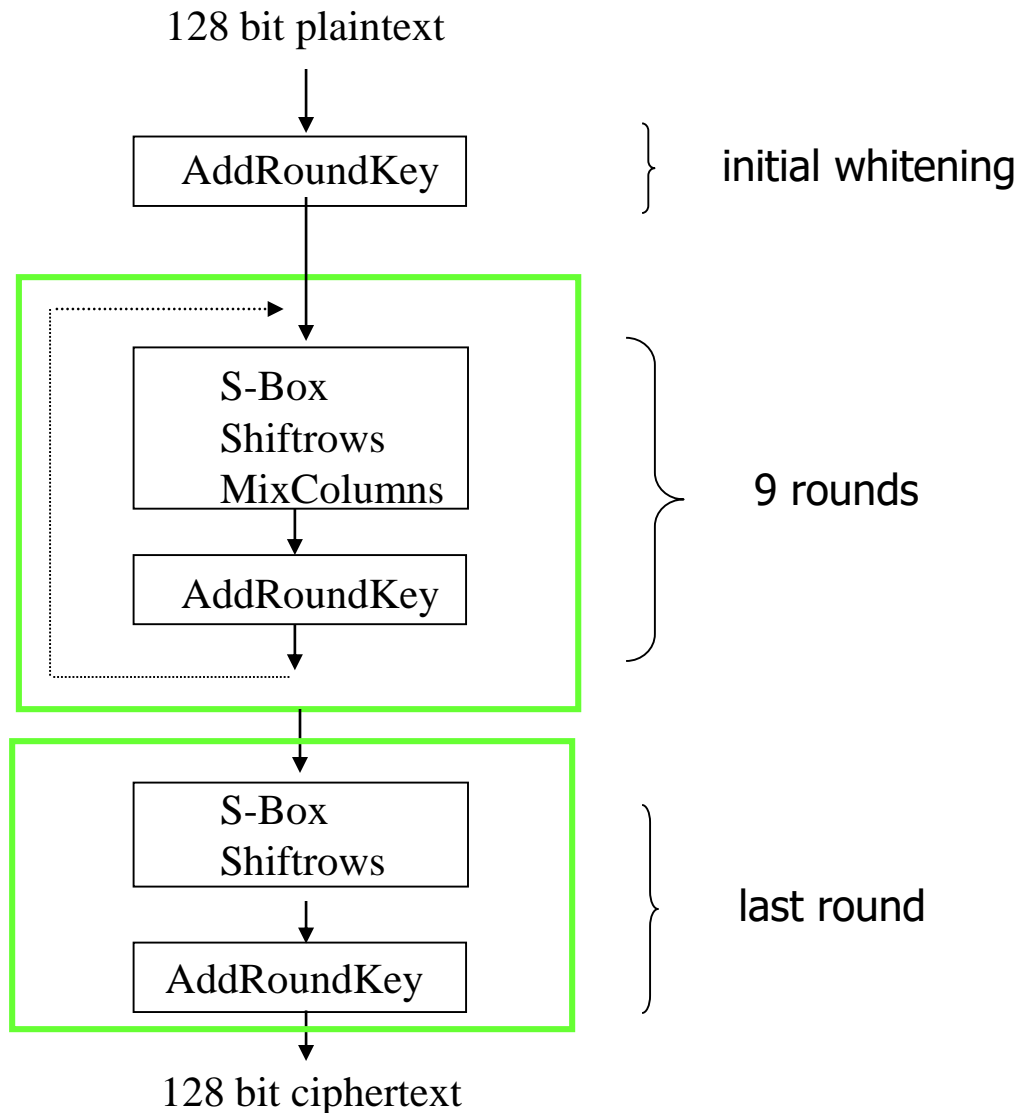 128 bit plaintext
AddRoundKey
initial whitening
S-Box
Shiftrows
MixColumns
9 rounds
AddRoundKey
S-Box
Shiftrows
last round
AddRoundKey
128 bit ciphertext